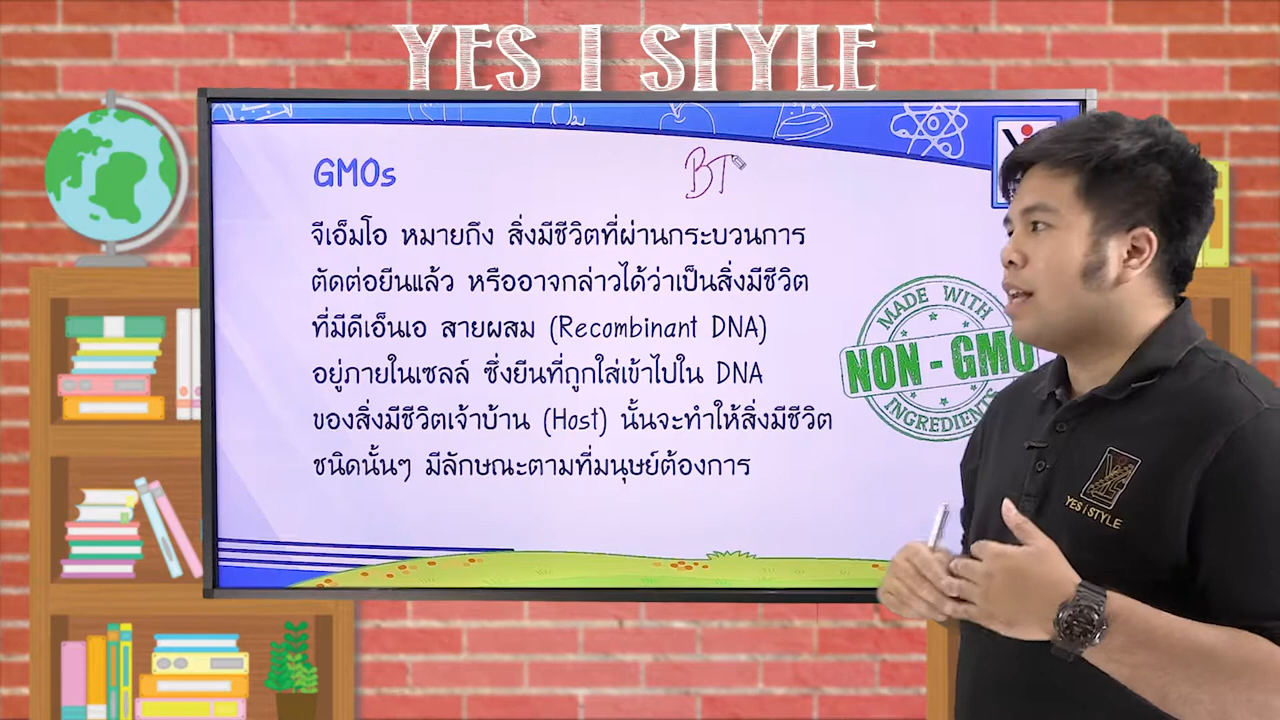 YES I STYLE
BT
GMOs
จีเอ็มโอ หมายถึง สิ่งมีชีวิตที่ผ่านกระบวนการ
ตัดต่อยีนแล้ว หรืออาจกล่าวได้ว่าเป็นสิ่งมีชีวิต
ที่มีดีเอ็นเอ สายผสม (Recombinant DNA)
อยู่ภายในเซลล์ ซึ่งยีนที่ถูกใส่เข้าไปใน DNA
ของสิ่งมีชีวิตเจ้าบ้าน (Host) นั้นจะทำให้สิ่งมีชีวิต
ชนิดนั้นๆ มีลักษณะตามที่มนุษย์ต้องการ
MADE WITH
NON - GMO
INGREDIENTS
YES i STYLE